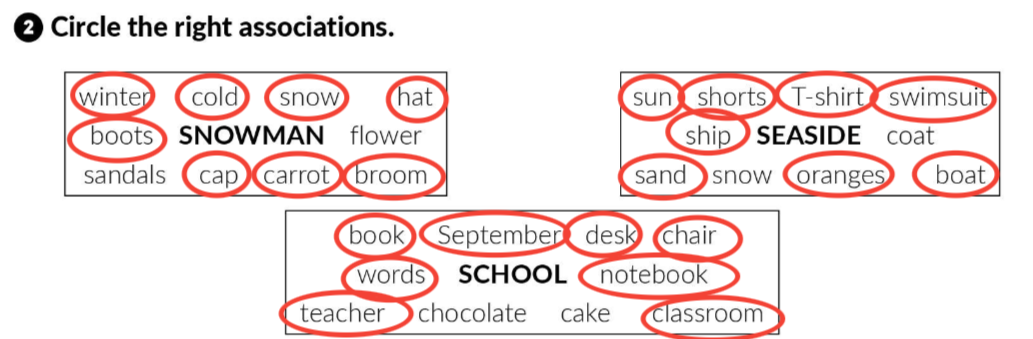 2 Circle the right associations.
winter cold snow hat
boots SNOWMAN flower
sandals cap carrot broom
sun shorts T-shirt swimsuit
ship SEASIDE coat
sand snow oranges boat
book September desk chair
words SCHOOL notebook
teacher chocolate cake classroom